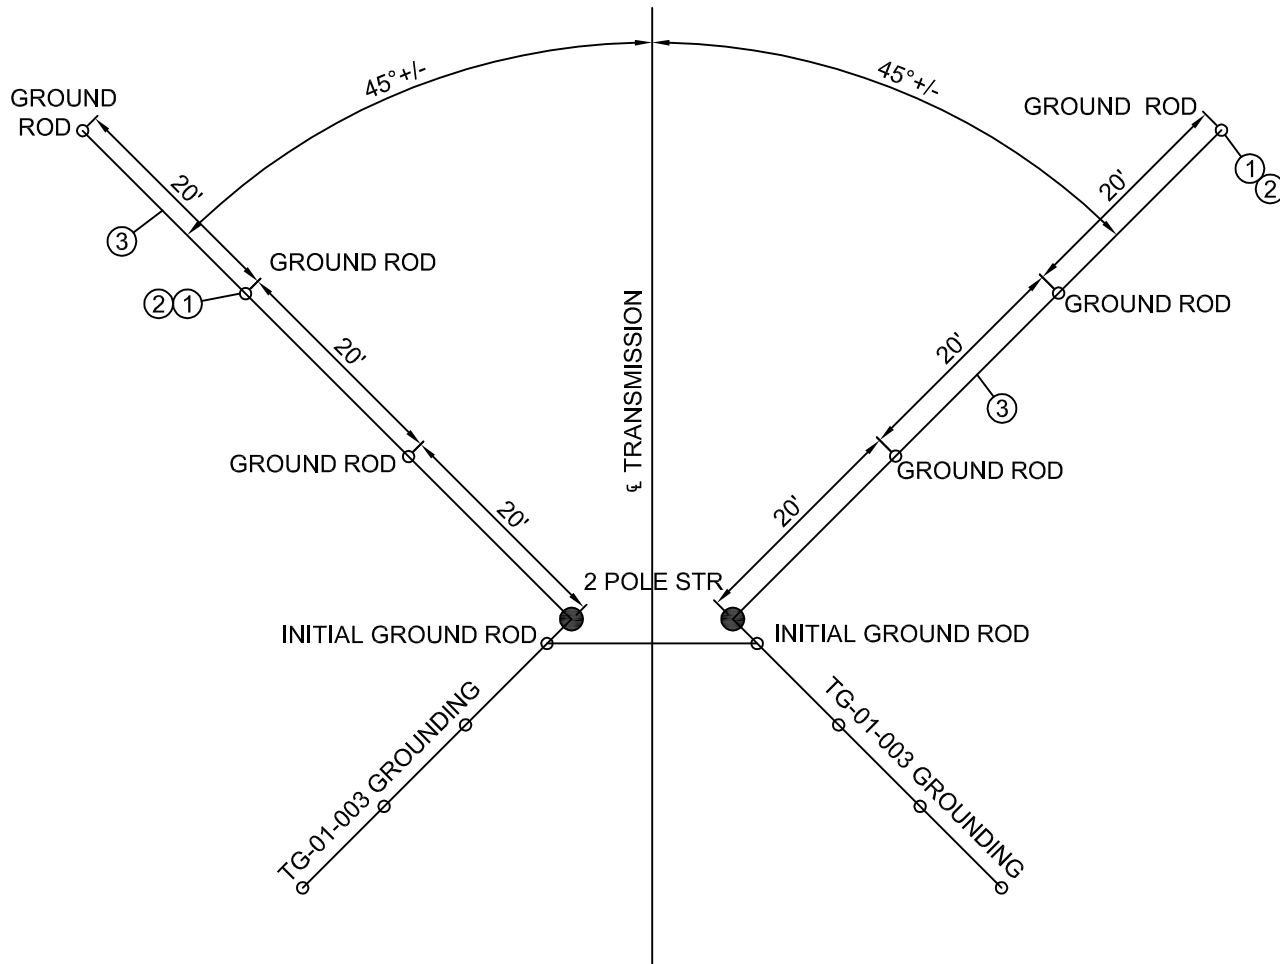 45°+/-
45°+/-
GROUND
ROD
GROUND ROD
1
2
20'
20'
3
GROUND ROD
2 1
GROUND ROD
20'
20'
3
GROUND ROD
GROUND ROD
20'
20'
℄ TRANSMISSION
2 POLE STR
INITIAL GROUND ROD
INITIAL GROUND ROD
TG-01-003 GROUNDING
TG-01-003 GROUNDING